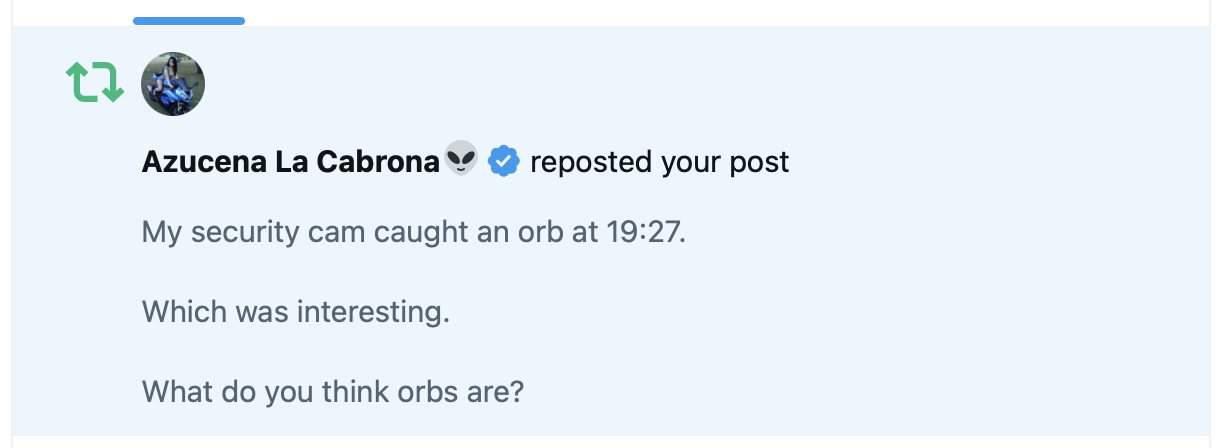 Azucena La Cabrona👽 reposted your post
My security cam caught an orb at 19:27.
Which was interesting.
What do you think orbs are?